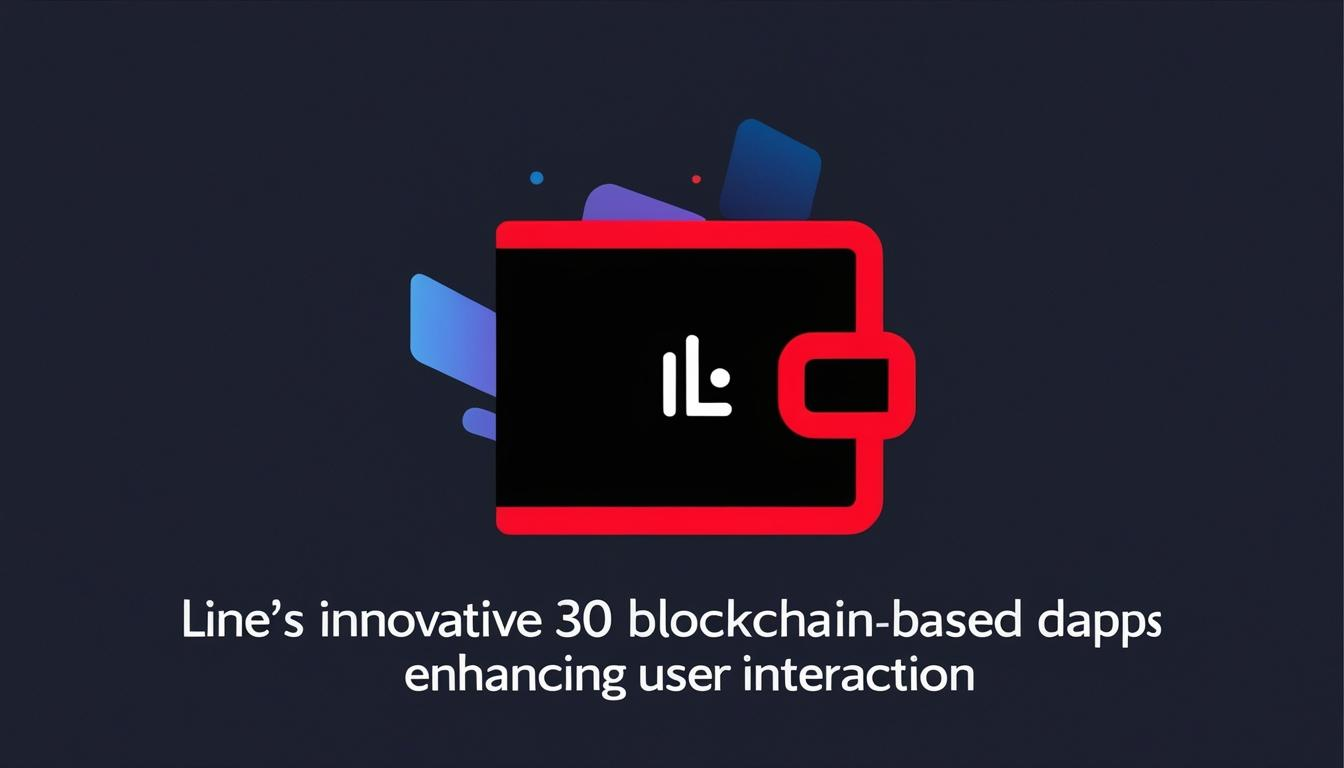 Line’s innovative 30 blockchain-based dapps
enhancing user interaction